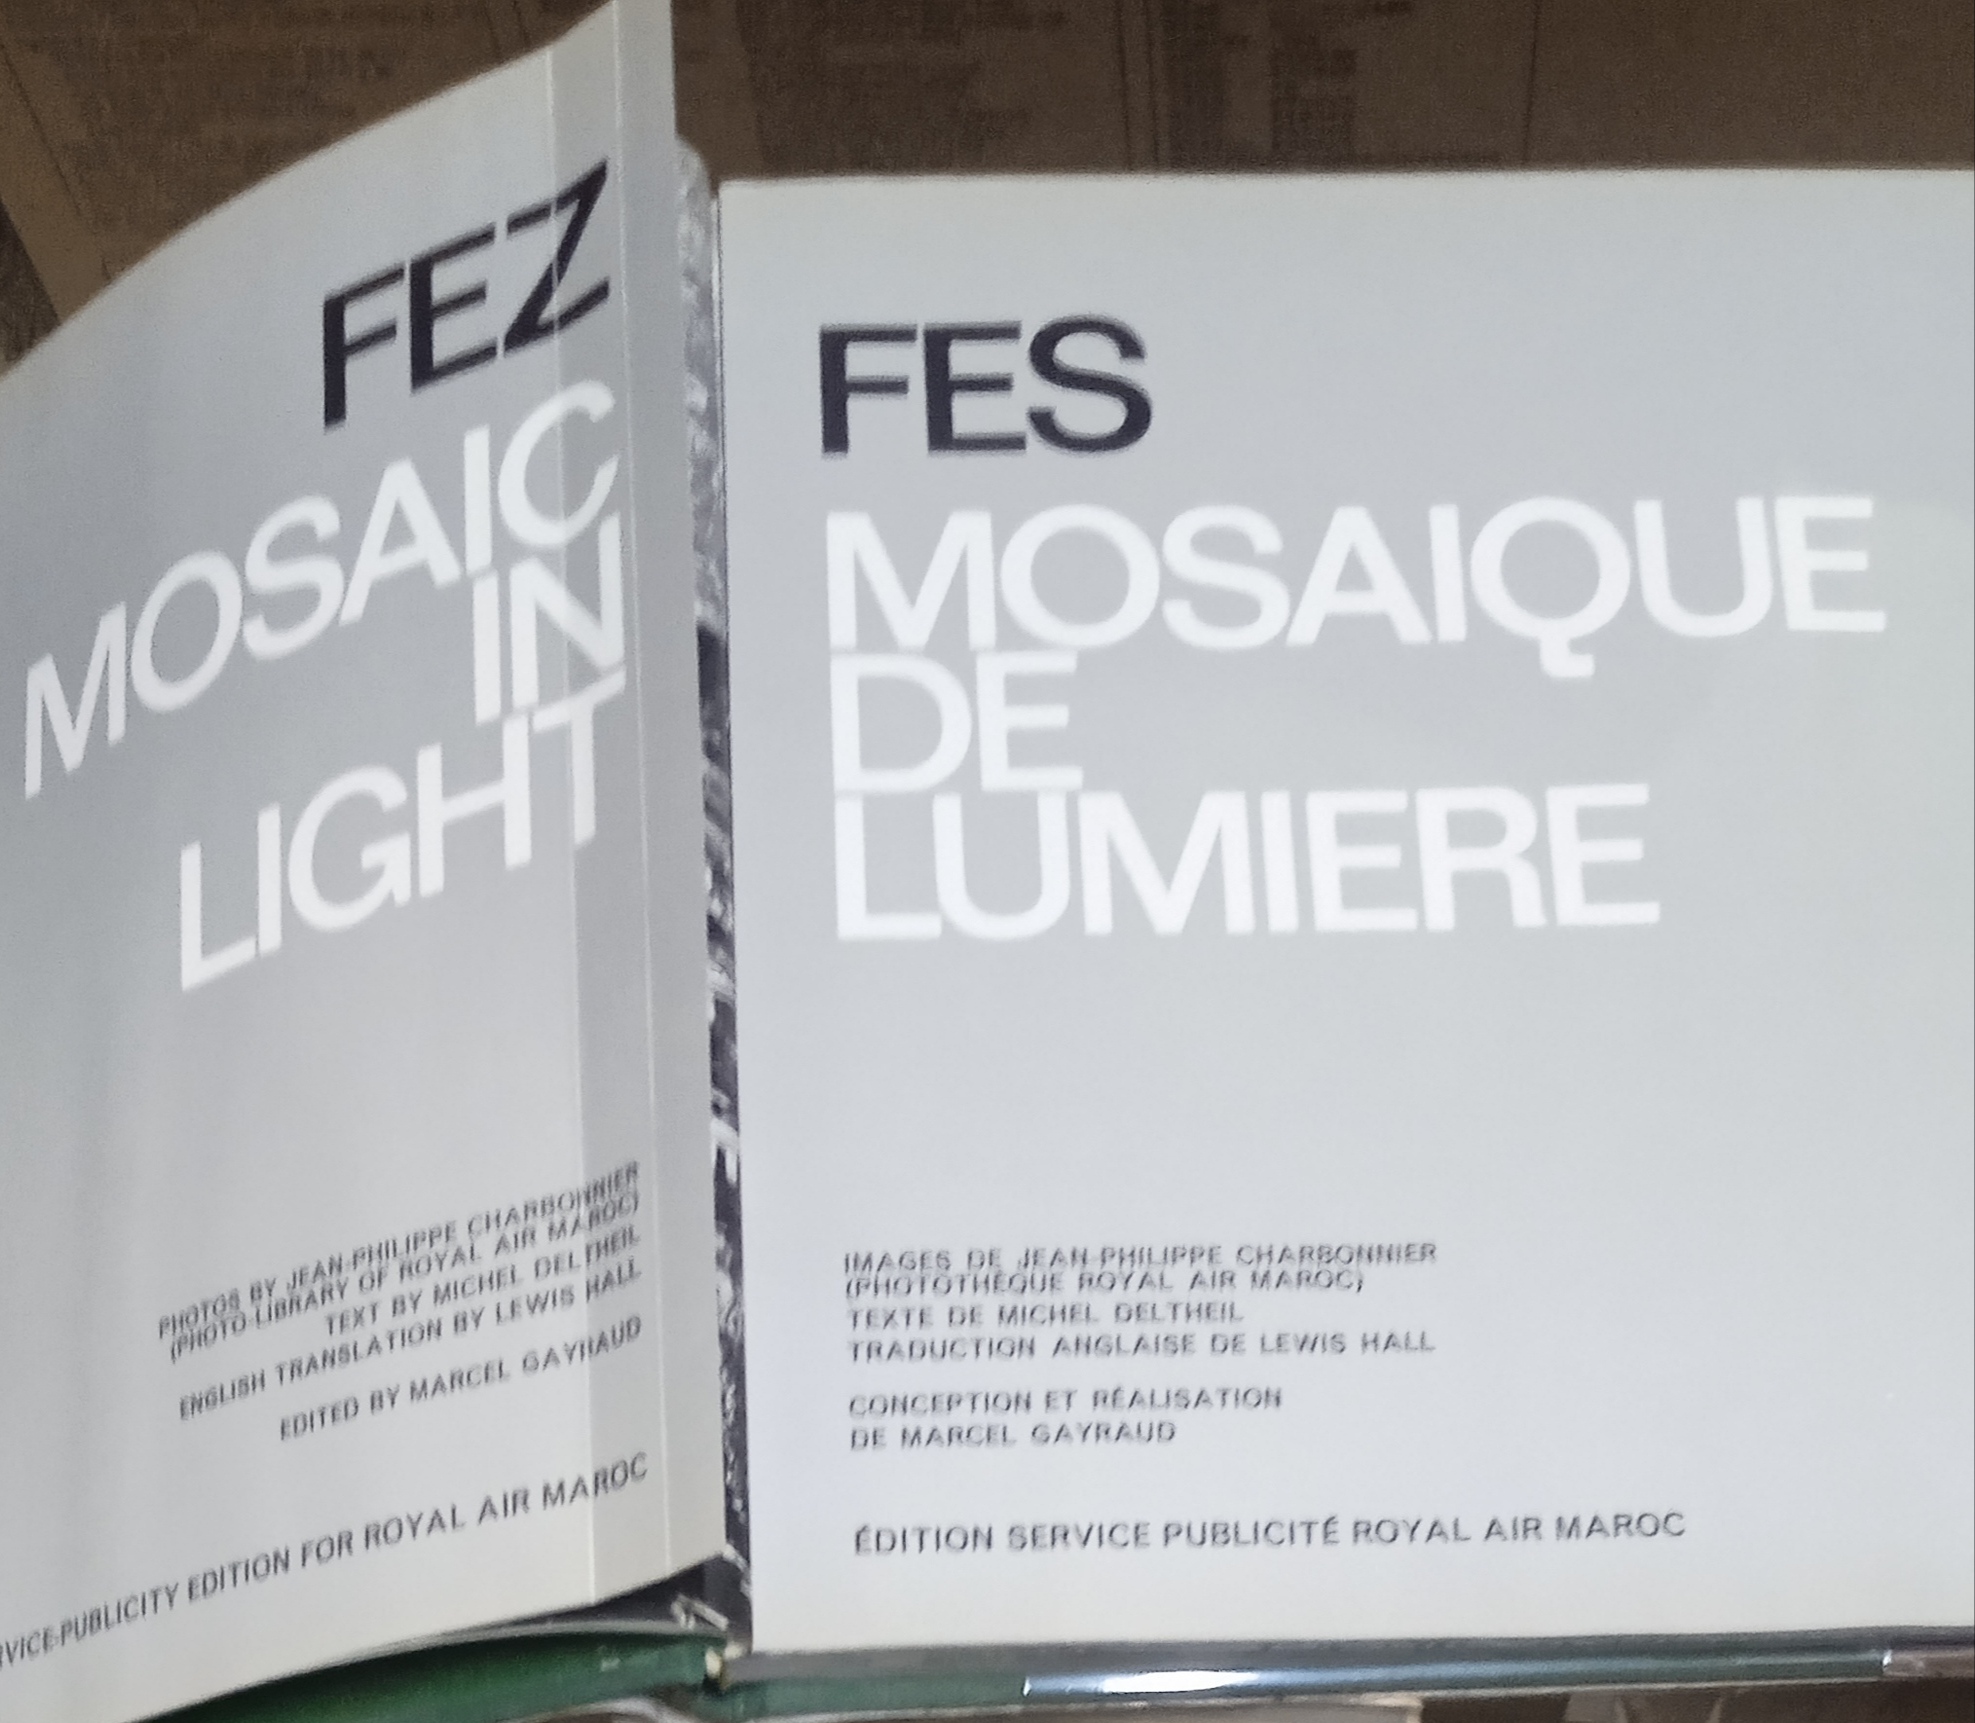 FEZ
MOSAIC
IN
LIGHT
PHOTOS BY JEAN-PHILIPPE CHARBONNIER
(PHOTO-LIBRARY OF ROYAL AIR MAROC)
TEXT BY MICHEL DELTHEIL
ENGLISH TRANSLATION BY LEWIS HALL
EDITED BY MARCEL GAYRAUD
RVICE-PUBLICITY EDITION FOR ROYAL AIR MAROC
FES
MOSAIQUE
DE
LUMIERE
IMAGES DE JEAN-PHILIPPE CHARBONNIER
(PHOTOTHÈQUE ROYAL AIR MAROC)
TEXTE DE MICHEL DELTHEIL
TRADUCTION ANGLAISE DE LEWIS HALL
CONCEPTION ET RÉALISATION
DE MARCEL GAYRAUD
ÉDITION SERVICE PUBLICITÉ ROYAL AIR MAROC